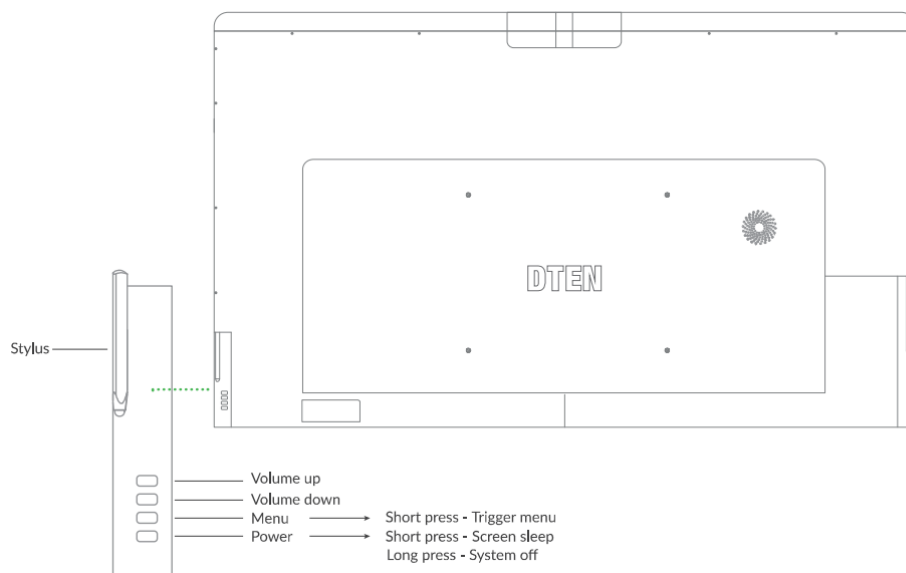 DTEN
Stylus
Volume up
Volume down
Menu Short press - Trigger menu
Power Short press - Screen sleep
Long press - System off